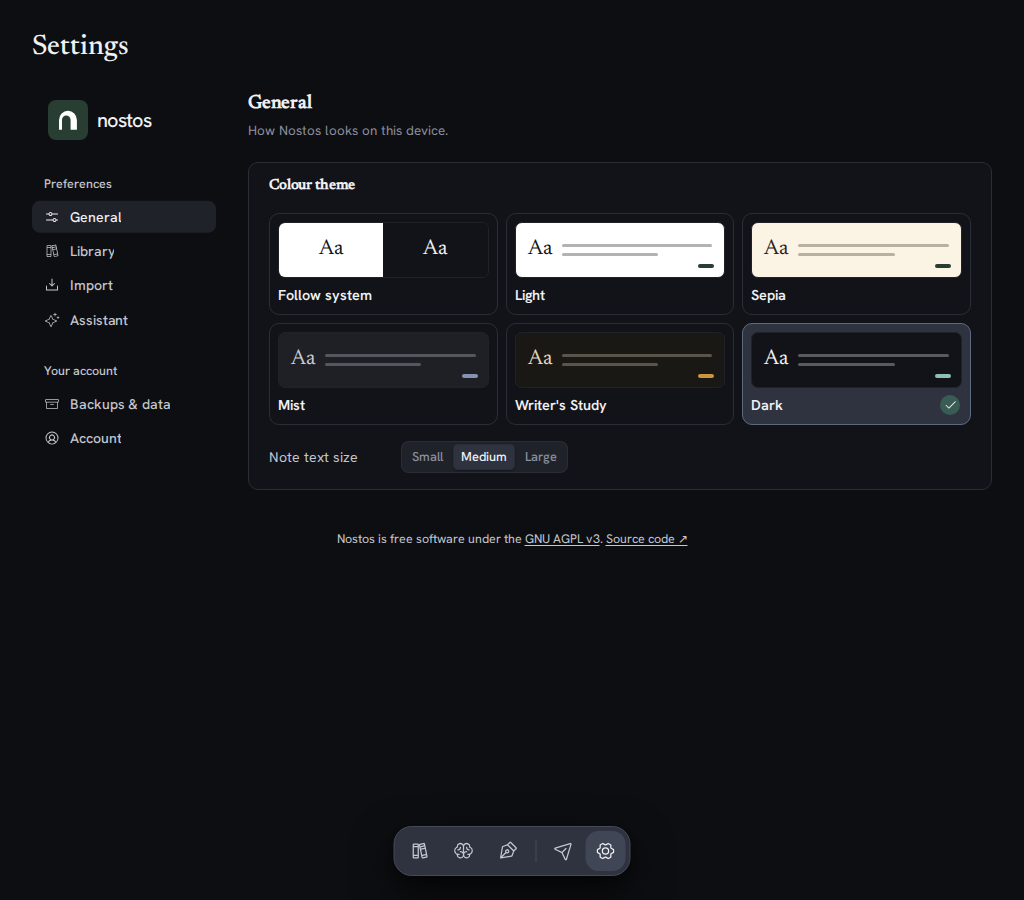 Settings
nostos
Preferences
General
Library
Import
Assistant
Your account
Backups & data
Account
General
How Nostos looks on this device.
Colour theme
Aa Aa
Follow system
Aa
Light
Aa
Sepia
Aa
Mist
Aa
Writer's Study
Aa
Dark
Note text size Small Medium Large
Nostos is free software under the GNU AGPL v3. Source code ↗